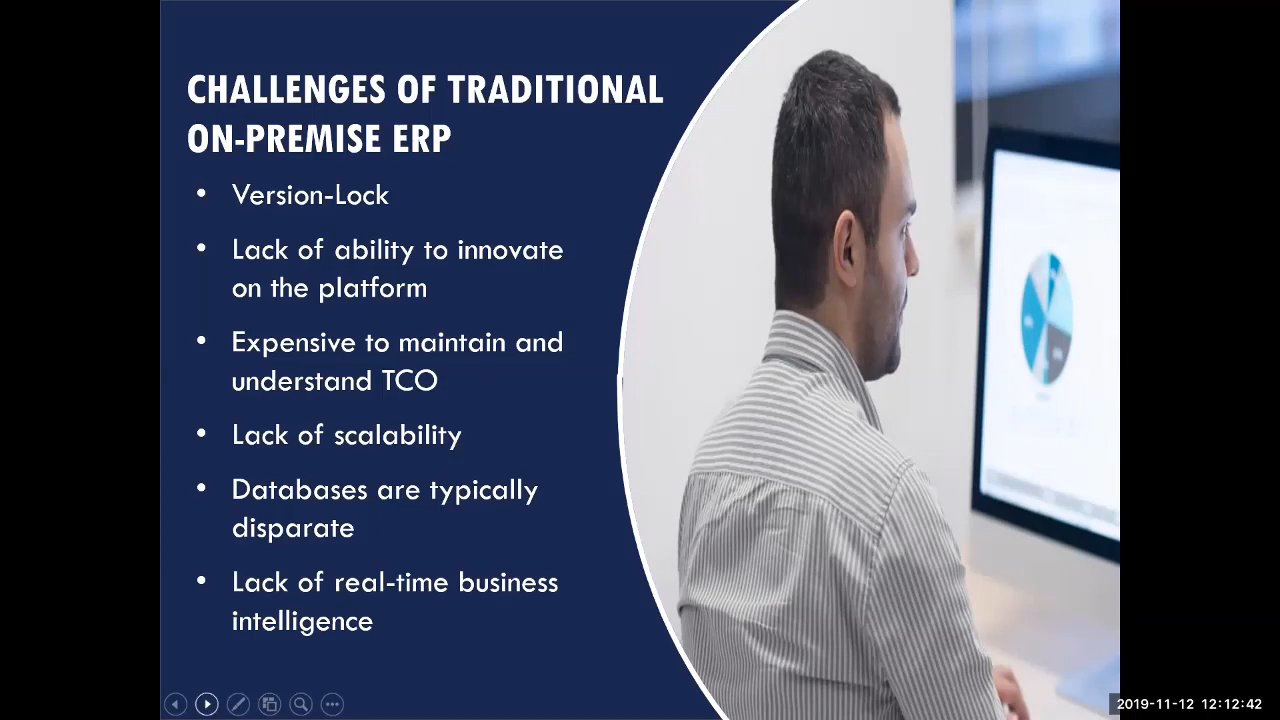 CHALLENGES OF TRADITIONAL
ON-PREMISE ERP
• Version-Lock
• Lack of ability to innovate
on the platform
• Expensive to maintain and
understand TCO
• Lack of scalability
• Databases are typically
disparate
• Lack of real-time business
intelligence
2019-11-12 12:12:42